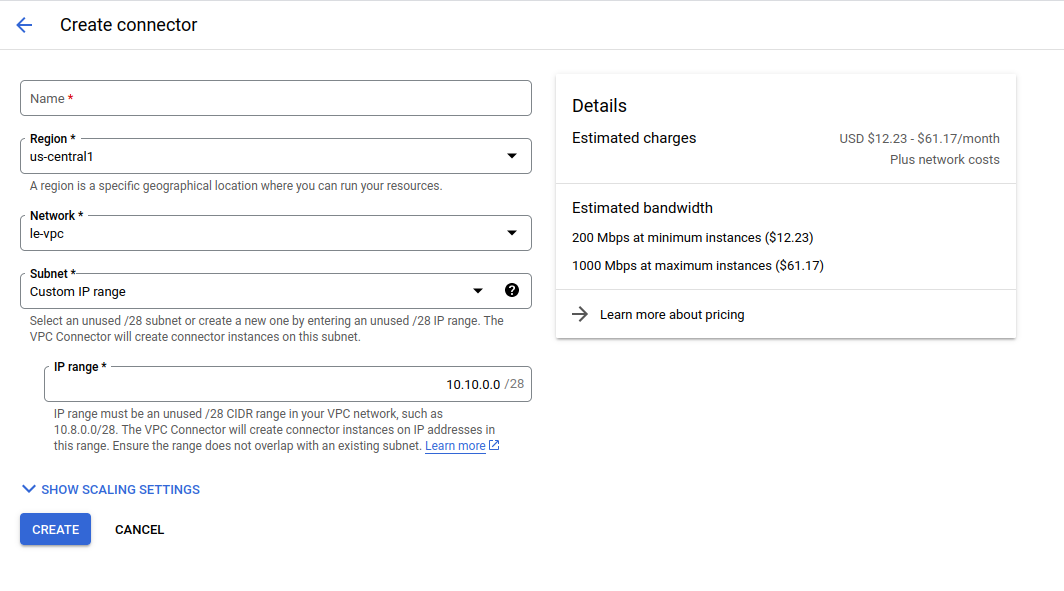 Create connector
Name *
Region *
us-central1
A region is a specific geographical location where you can run your resources.
Network *
le-vpc
Subnet *
Custom IP range
Select an unused /28 subnet or create a new one by entering an unused /28 IP range. The
VPC Connector will create connector instances on this subnet.
IP range *
10.10.0.0 /28
IP range must be an unused /28 CIDR range in your VPC network, such as
10.8.0.0/28. The VPC Connector will create connector instances on IP addresses in
this range. Ensure the range does not overlap with an existing subnet. Learn more
SHOW SCALING SETTINGS
CREATE CANCEL
Details
Estimated charges USD $12.23 - $61.17/month
Plus network costs
Estimated bandwidth
200 Mbps at minimum instances ($12.23)
1000 Mbps at maximum instances ($61.17)
Learn more about pricing